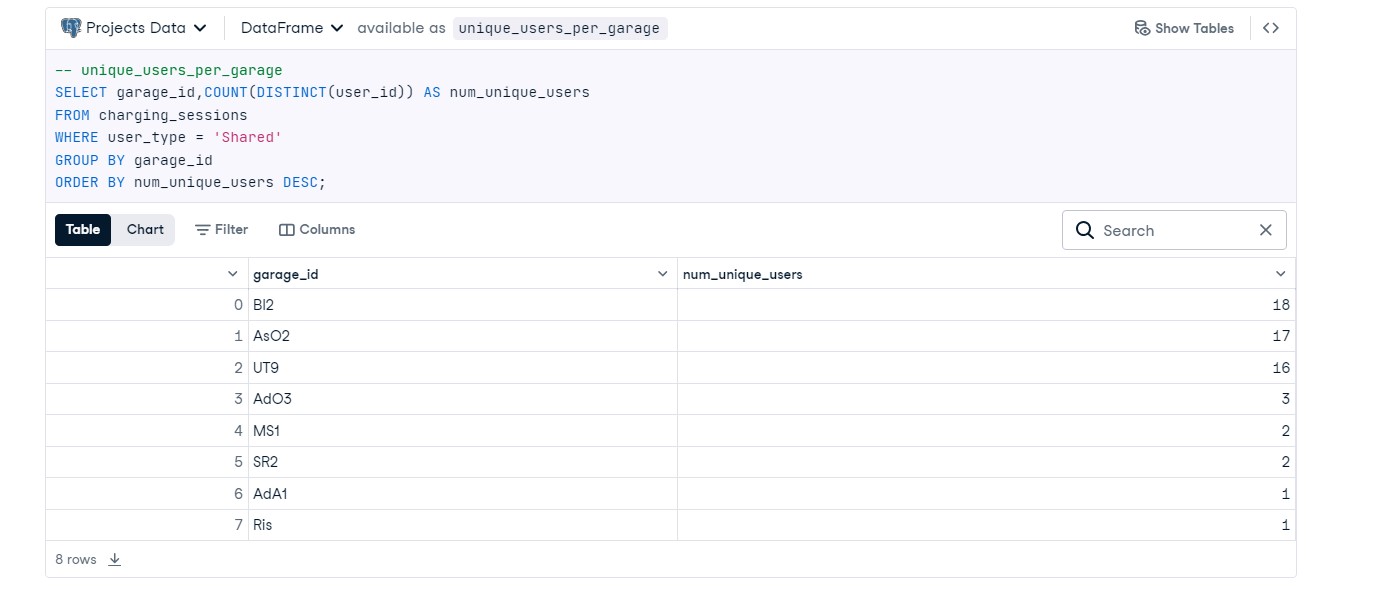 Projects Data DataFrame available as unique_users_per_garage Show Tables <>
-- unique_users_per_garage
SELECT garage_id,COUNT(DISTINCT(user_id)) AS num_unique_users
FROM charging_sessions
WHERE user_type = 'Shared'
GROUP BY garage_id
ORDER BY num_unique_users DESC;
Table Chart Filter Columns Search
garage_id num_unique_users
0 Bl2 18
1 AsO2 17
2 UT9 16
3 AdO3 3
4 MS1 2
5 SR2 2
6 AdA1 1
7 Ris 1
8 rows